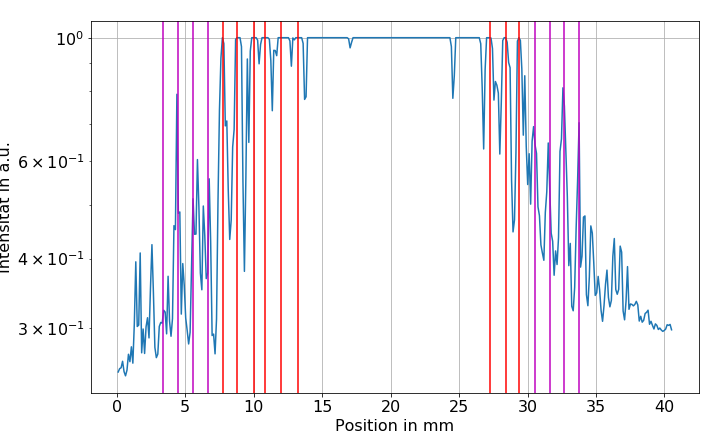 10⁰
6 × 10⁻¹
4 × 10⁻¹
3 × 10⁻¹
Intensität in a.u.
0 5 10 15 20 25 30 35 40
Position in mm